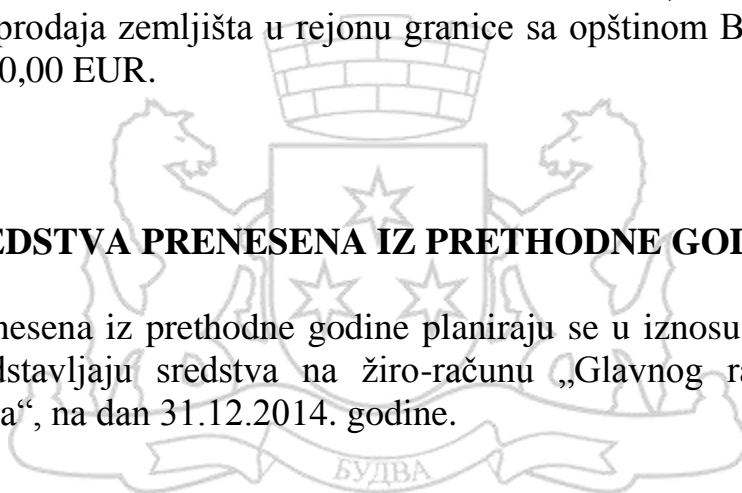 prodaja zemljišta u rejonu granice sa opštinom B
0,00 EUR.
EDSTVA PRENESENA IZ PRETHODNE GOD
nesena iz prethodne godine planiraju se u iznosu
dstavljaju sredstva na žiro-računu „Glavnog ra
a“, na dan 31.12.2014. godine.
БУДВА